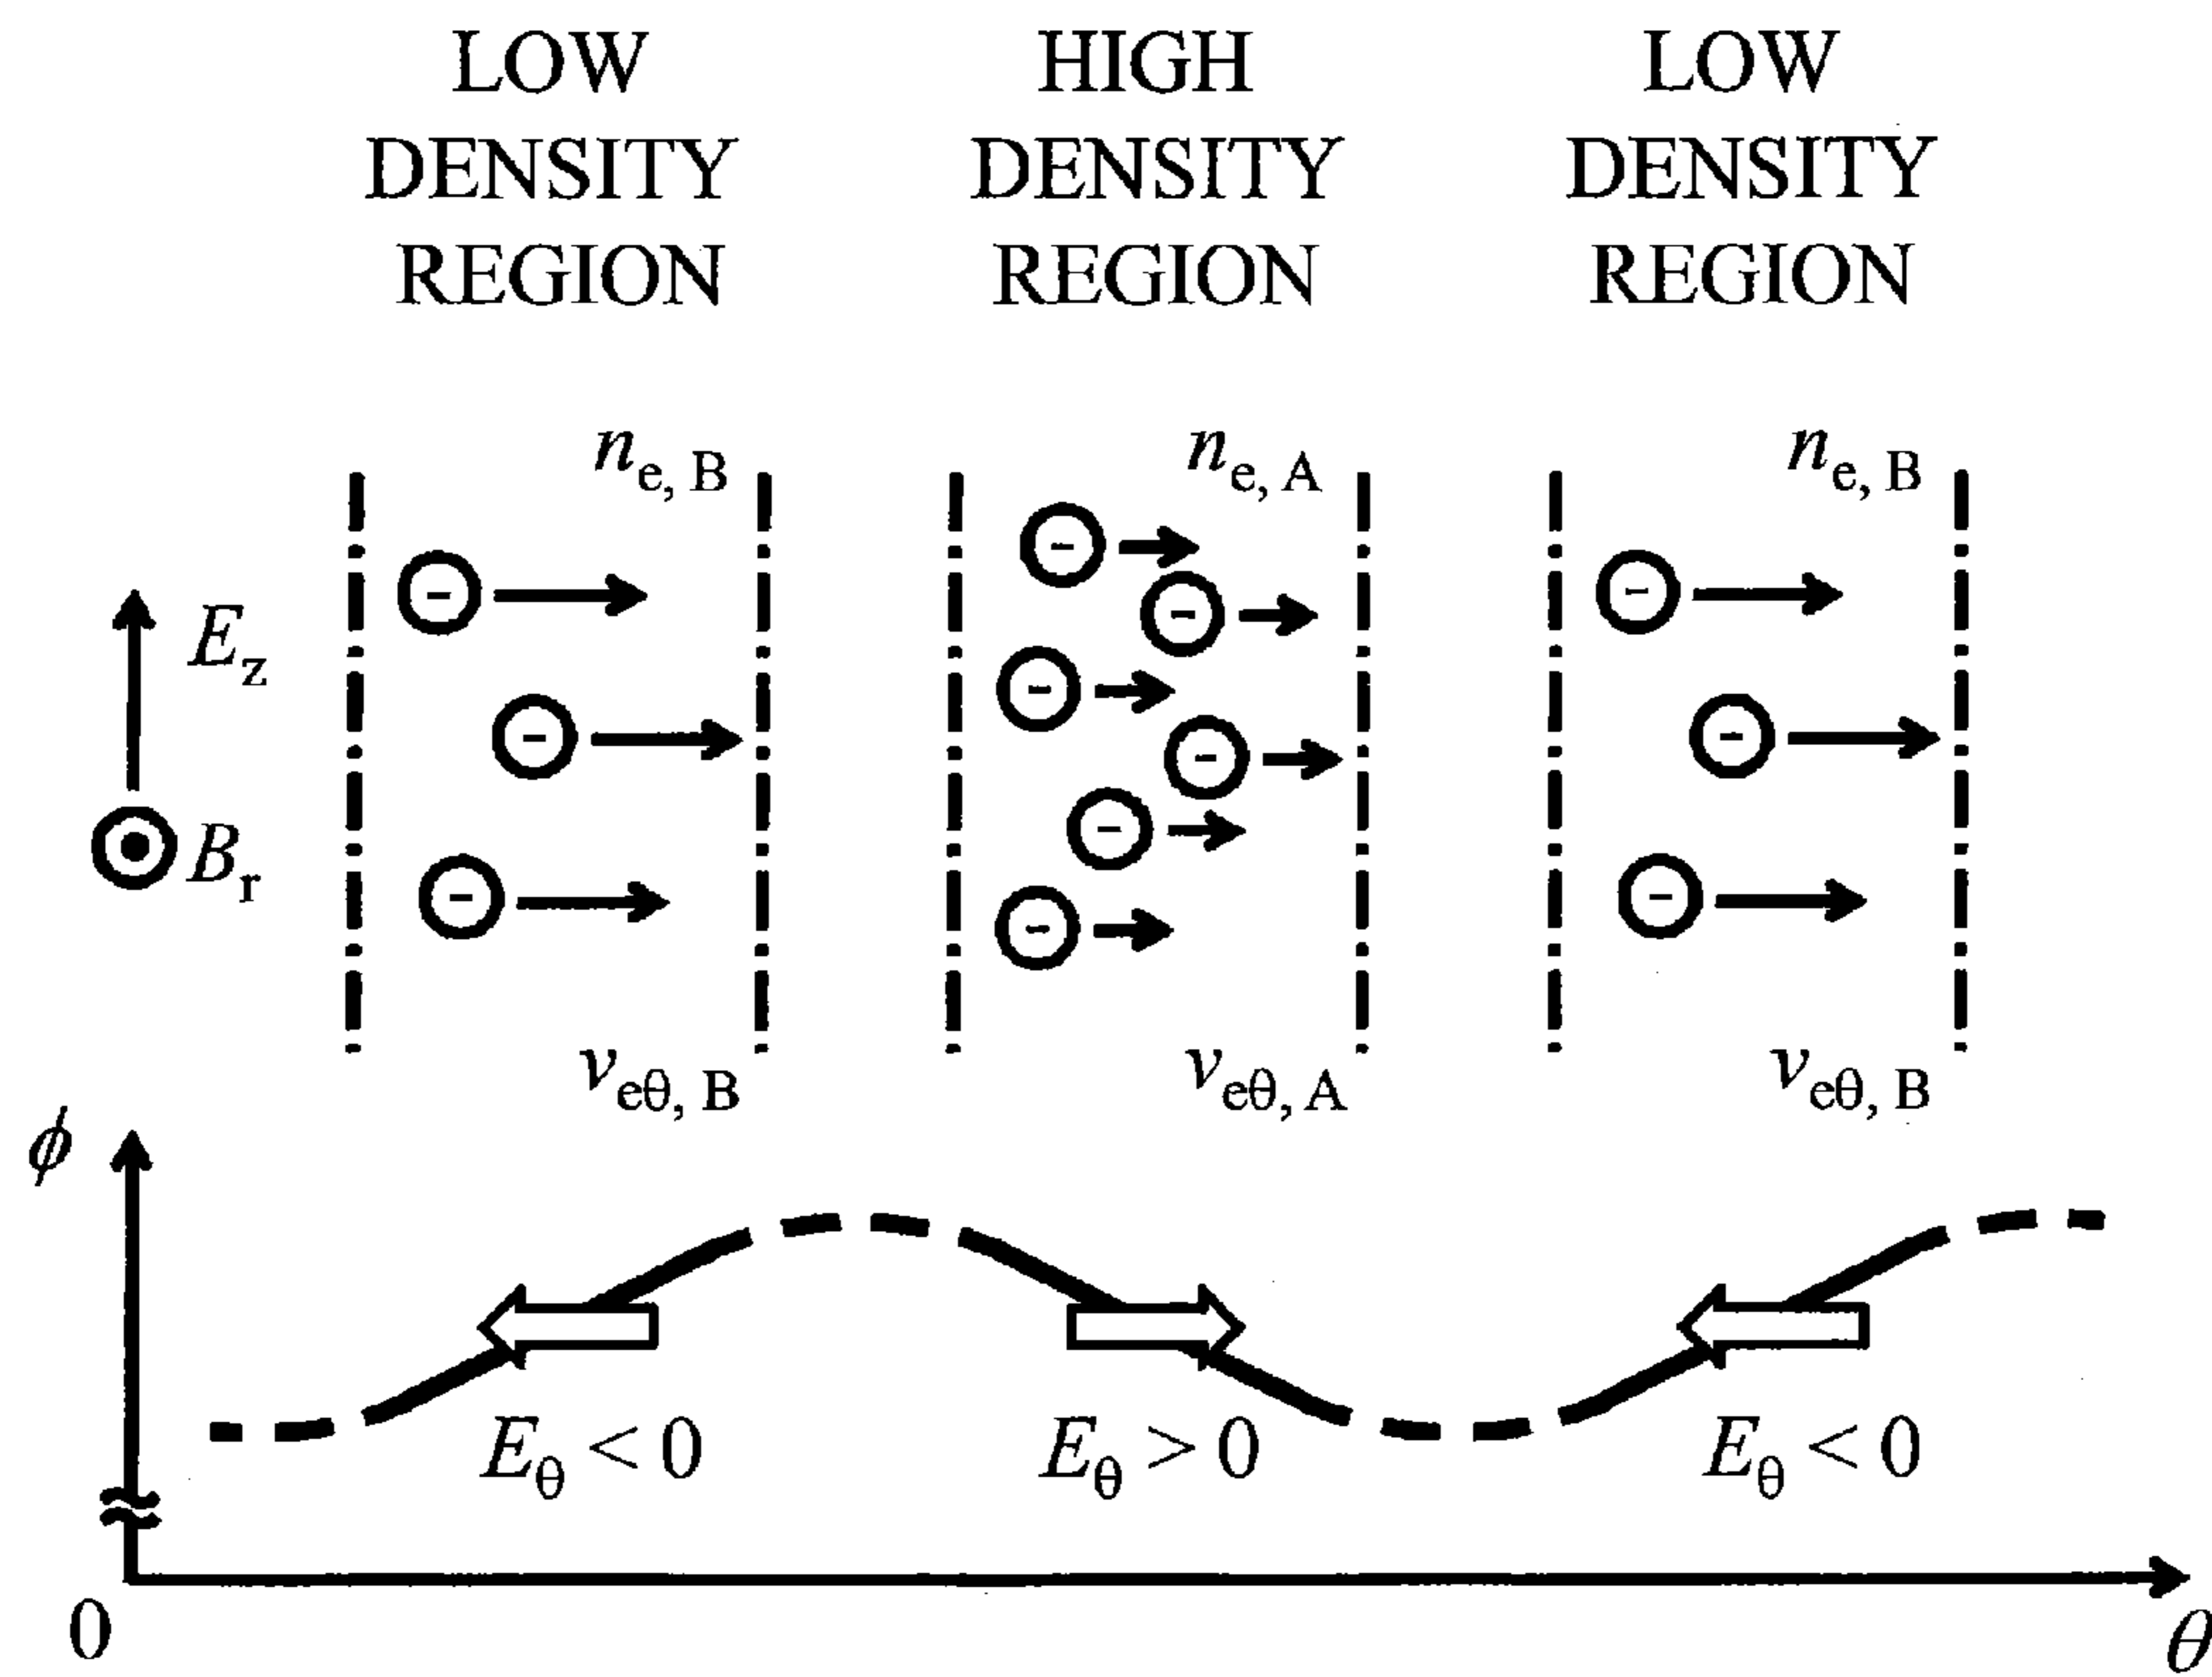 LOW
DENSITY
REGION
HIGH
DENSITY
REGION
LOW
DENSITY
REGION
n_e, B
n_e, A
n_e, B
E_z
B_r
v_eθ, B
v_eθ, A
v_eθ, B
ϕ
E_θ < 0
E_θ > 0
E_θ < 0
0
θ